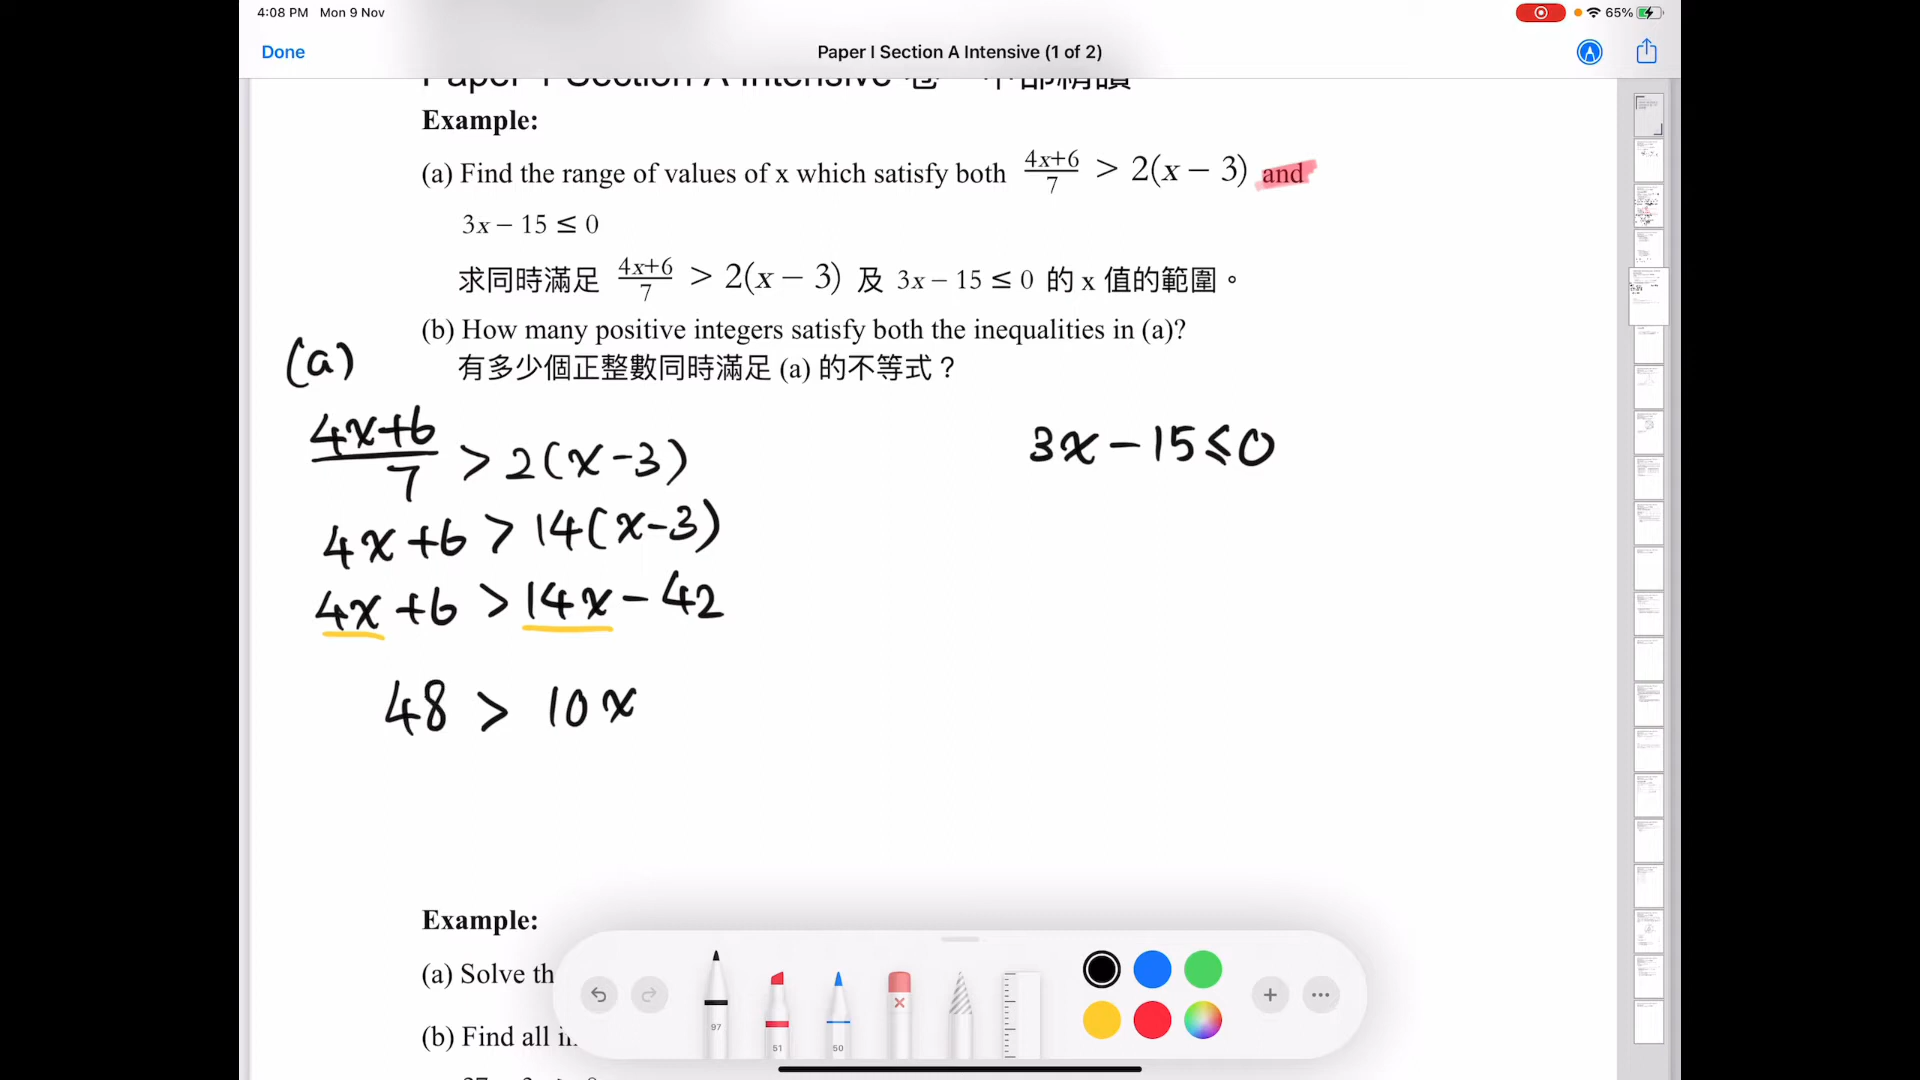 4:08 PM Mon 9 Nov
65%
Done
Paper I Section A Intensive (1 of 2)
Example:
(a) Find the range of values of x which satisfy both (4x+6)/7 > 2(x − 3) and
3x − 15 ≤ 0
求同時滿足 (4x+6)/7 > 2(x − 3) 及 3x − 15 ≤ 0 的 x 值的範圍。
(b) How many positive integers satisfy both the inequalities in (a)?
有多少個正整數同時滿足 (a) 的不等式？
(a)
(4x+6)/7 > 2(x−3)
4x+6 > 14(x−3)
4x+6 > 14x − 42
48 > 10x
3x − 15 ≤ 0
Example:
(a) Solve th
(b) Find all
97
51
50